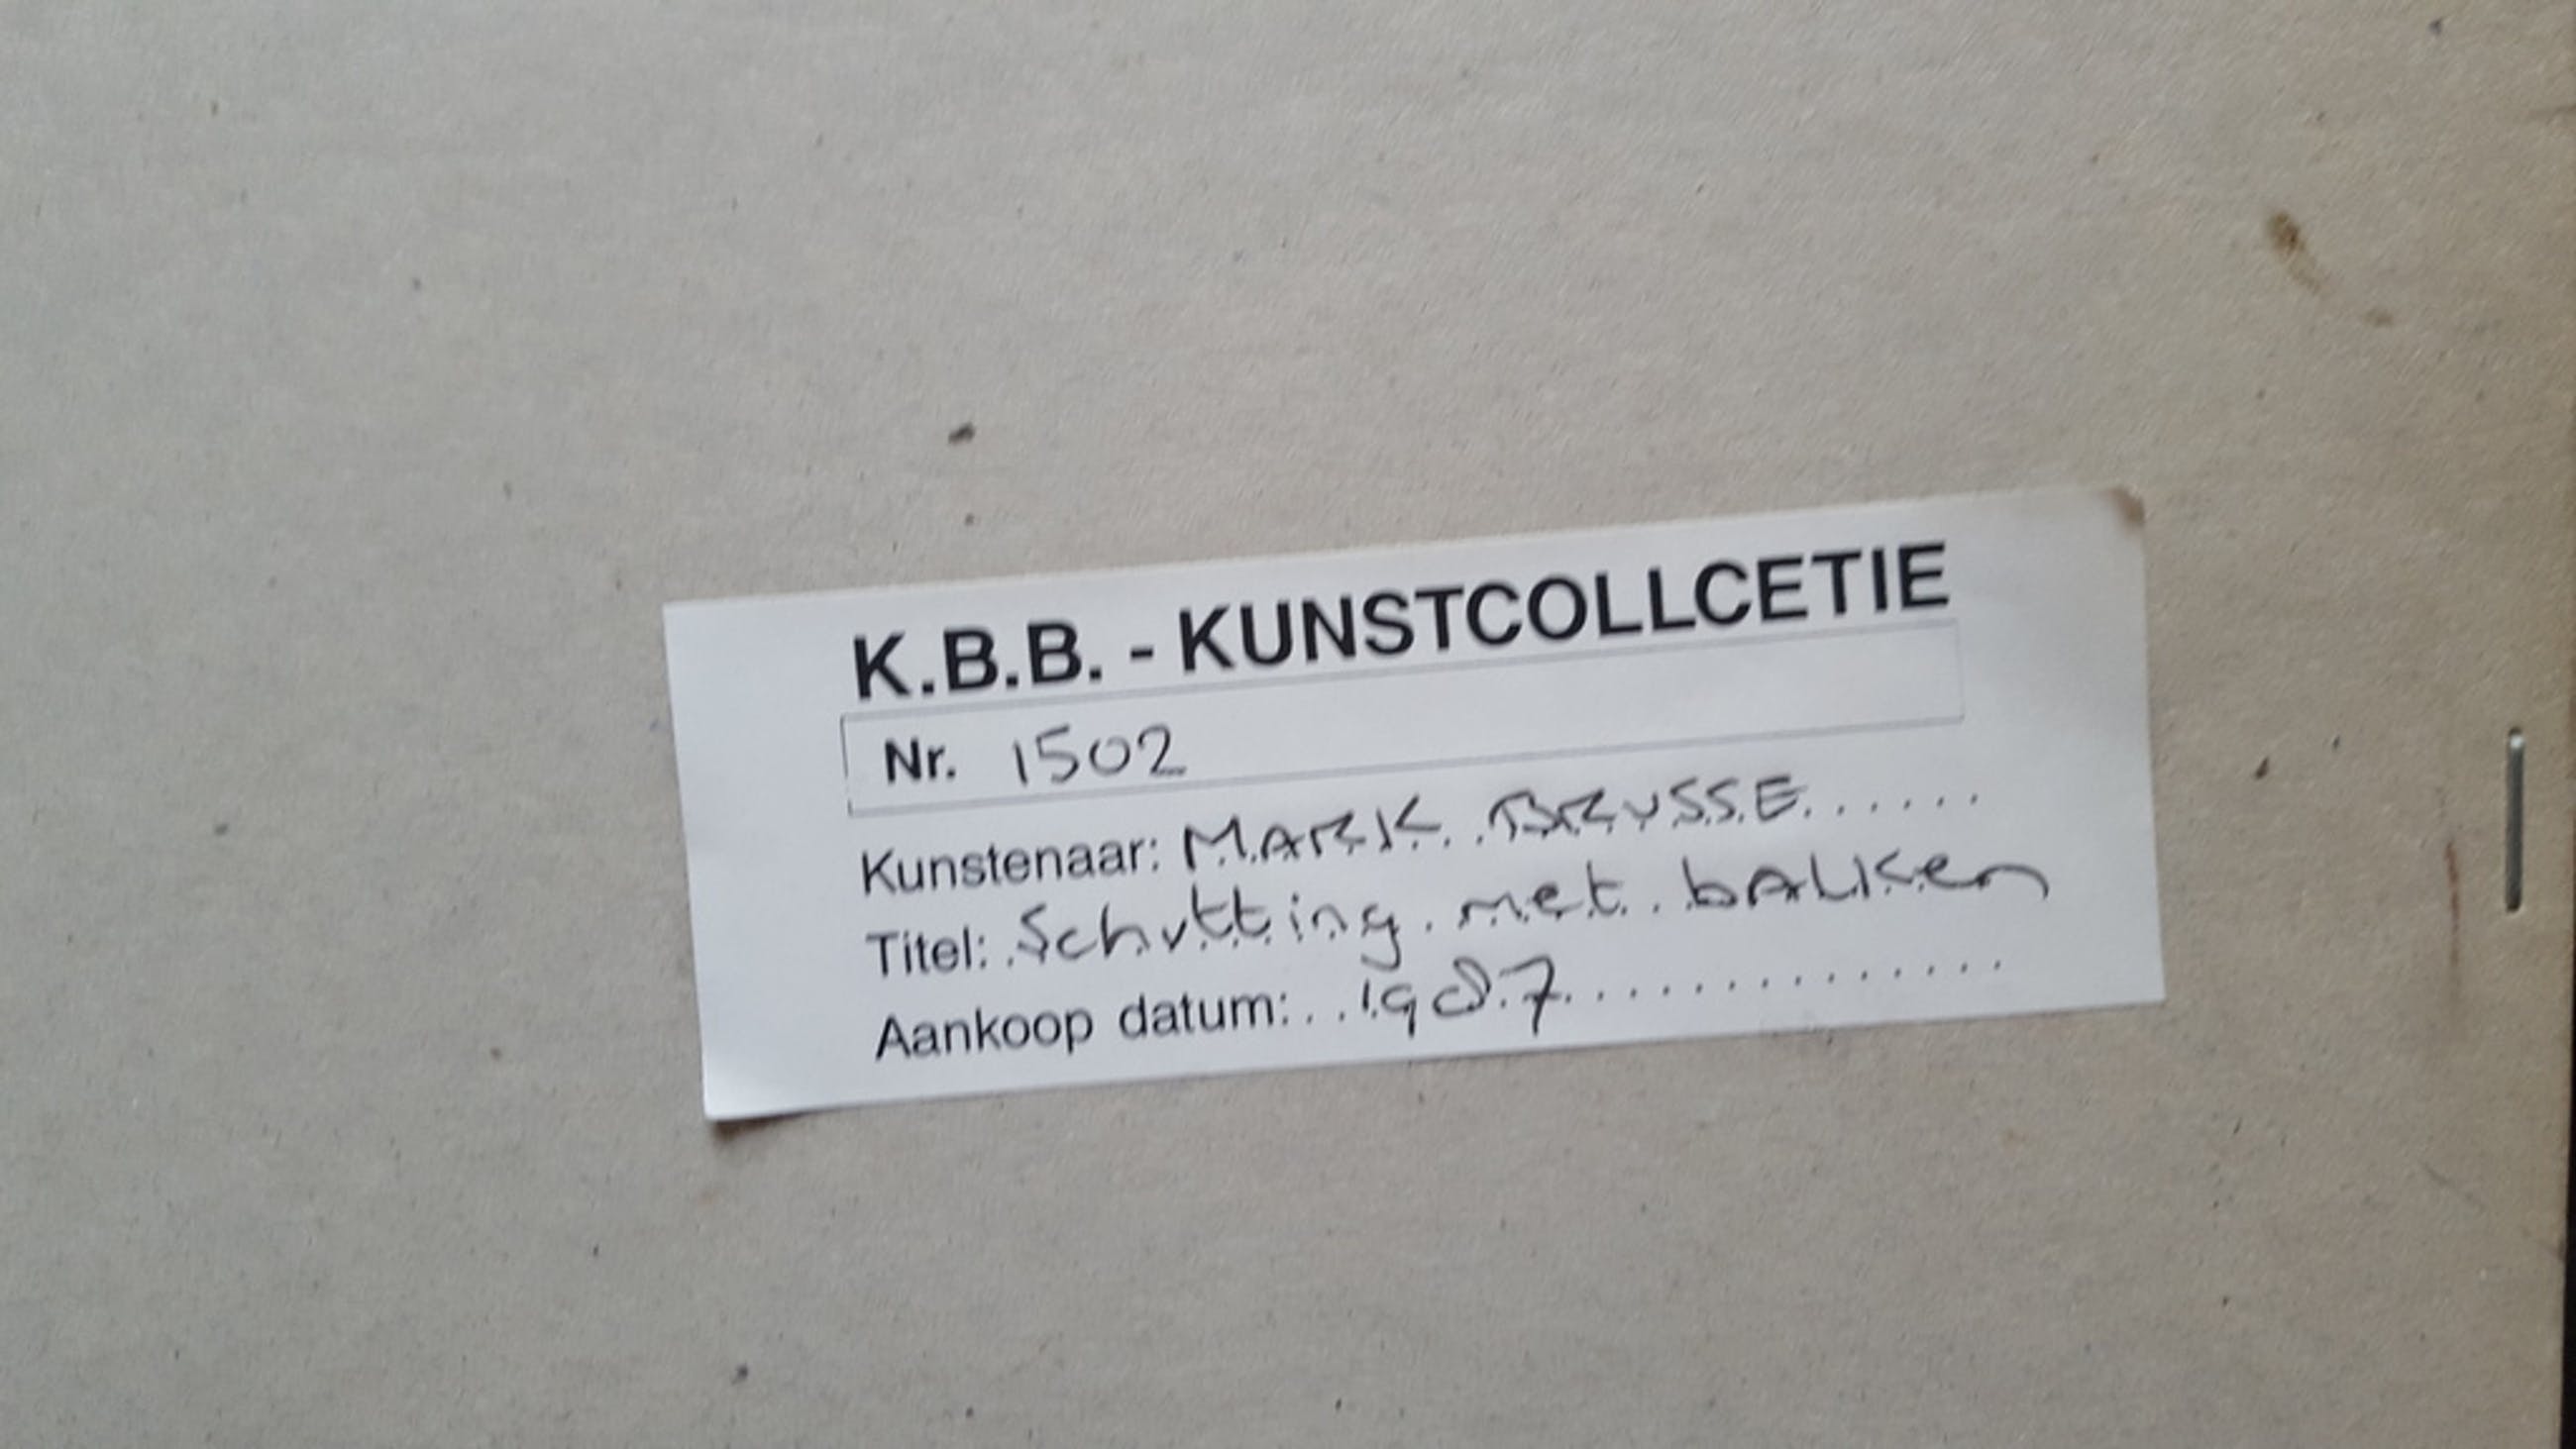 K.B.B. - KUNSTCOLLCETIE
Nr. 1502
Kunstenaar: MARK BRUSSE
Titel: Schutting met balken
Aankoop datum: 1987